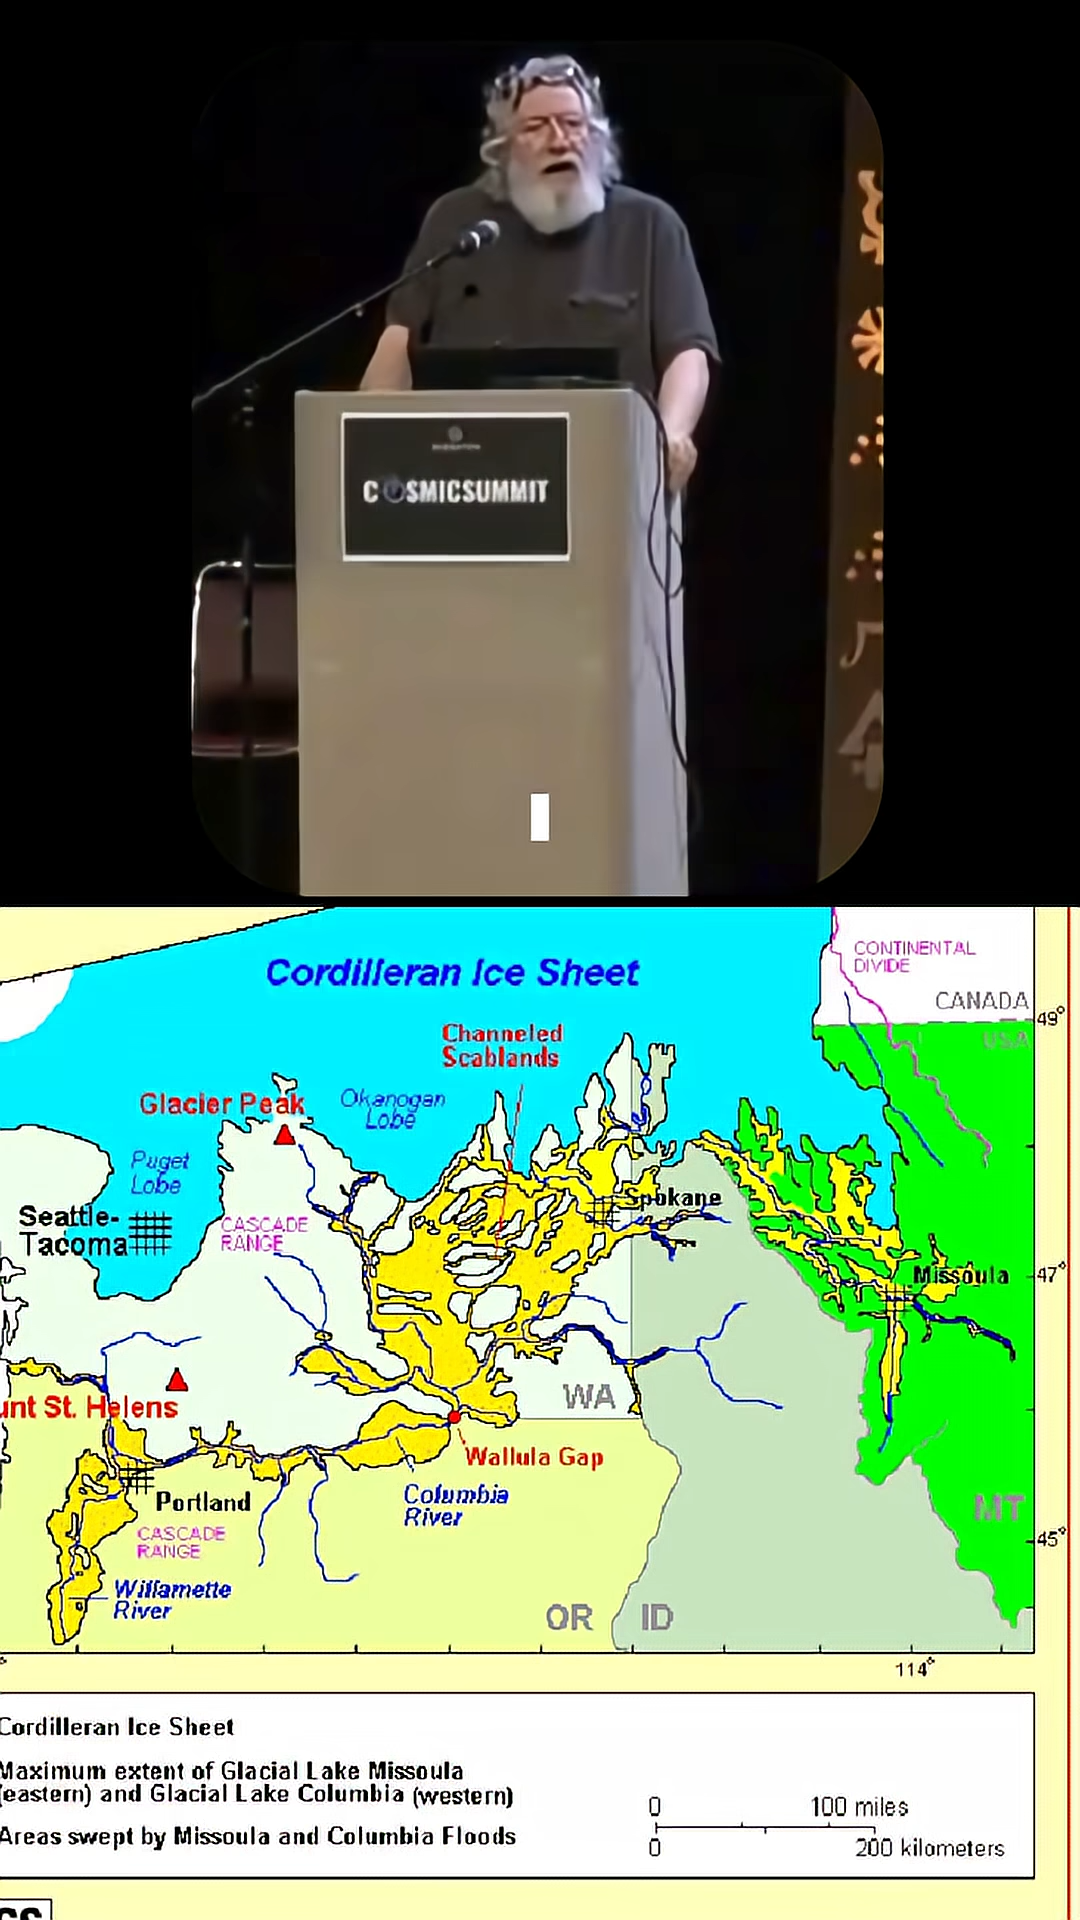 COSMICSUMMIT
Cordilleran Ice Sheet
CONTINENTAL
DIVIDE
CANADA
49°
USA
Channeled
Scablands
Glacier Peak
Okanogan
Lobe
Puget
Lobe
Spokane
Seattle-
Tacoma
CASCADE
RANGE
Missoula
47°
WA
unt St. Helens
Wallula Gap
Columbia
River
Portland
MT
CASCADE
RANGE
45°
Willamette
River
OR
ID
114°
Cordilleran Ice Sheet
Maximum extent of Glacial Lake Missoula
(eastern) and Glacial Lake Columbia (western)
Areas swept by Missoula and Columbia Floods
0
100 miles
0
200 kilometers